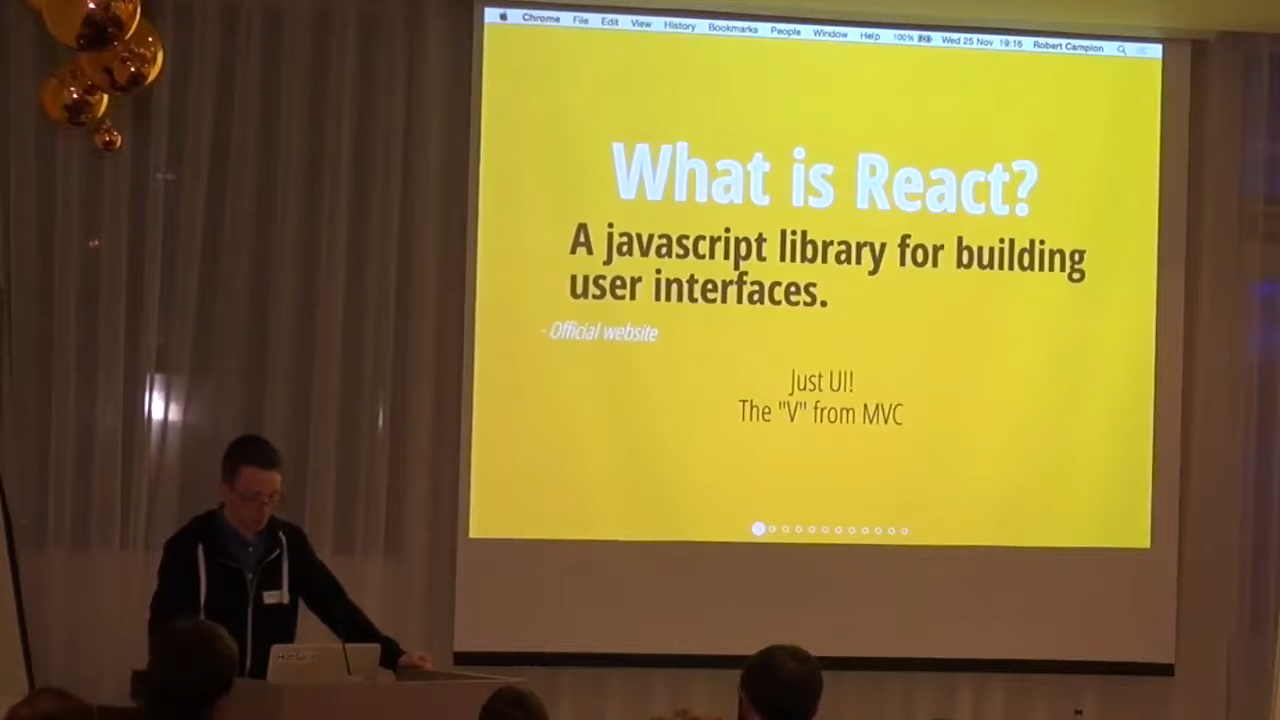 Chrome File Edit View History Bookmarks People Window Help 100% Wed 25 Nov 19:16 Robert Campion
What is React?
A javascript library for building
user interfaces.
- Official website
Just UI!
The "V" from MVC